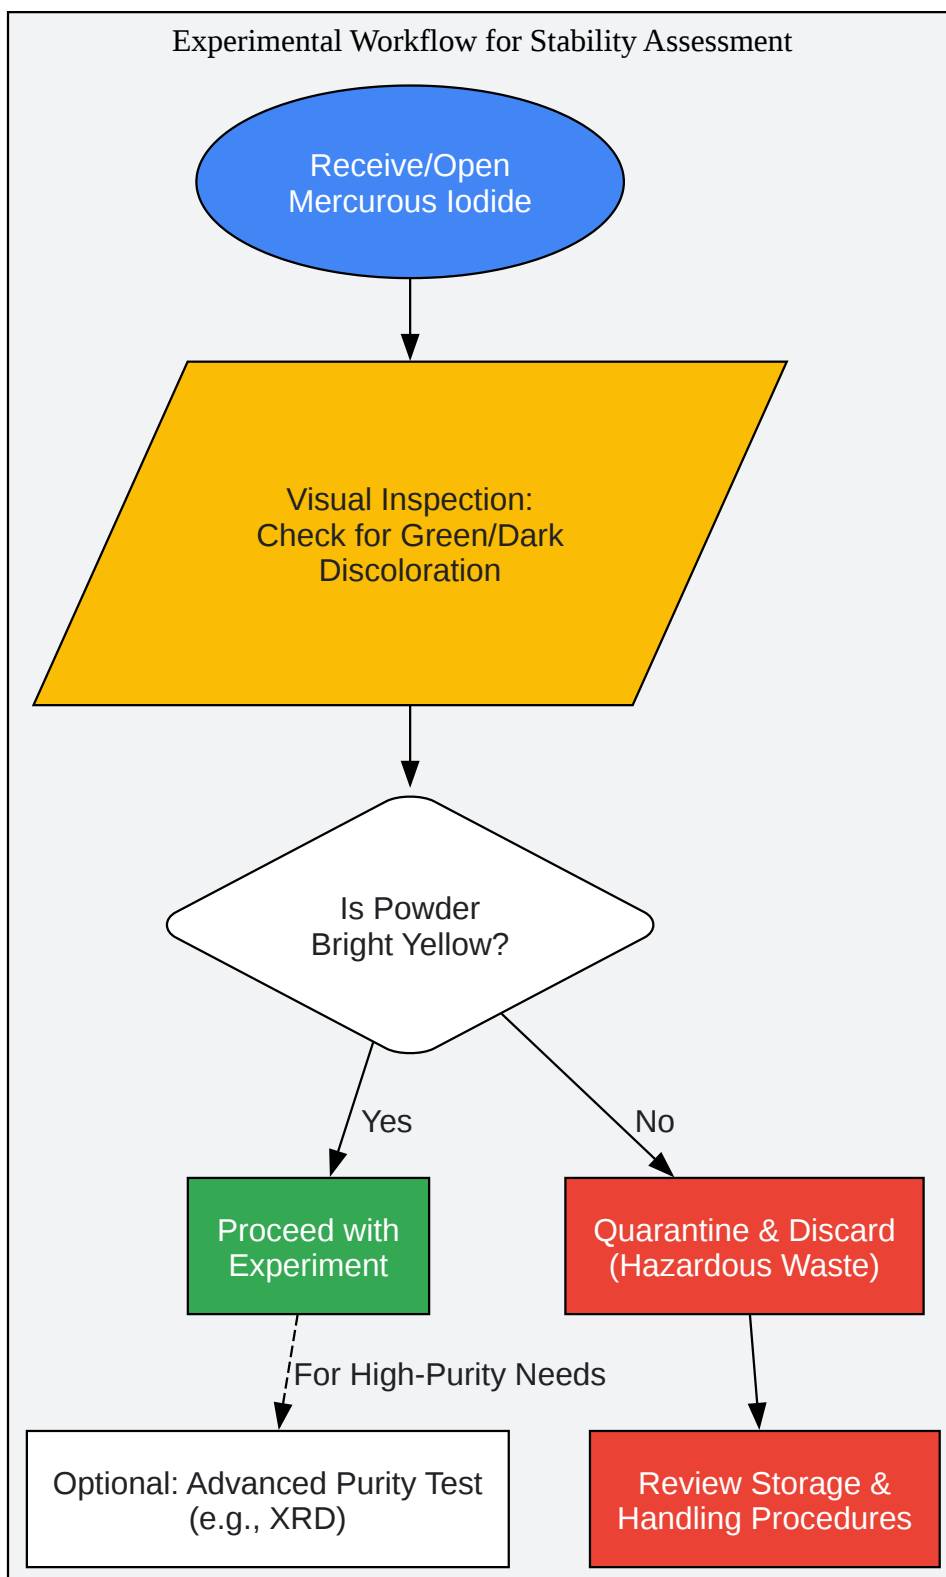 Experimental Workflow for Stability Assessment
Receive/Open
Mercurous Iodide
Visual Inspection:
Check for Green/Dark
Discoloration
Is Powder
Bright Yellow?
Yes
No
Proceed with
Experiment
Quarantine & Discard
(Hazardous Waste)
For High-Purity Needs
Optional: Advanced Purity Test
(e.g., XRD)
Review Storage &
Handling Procedures